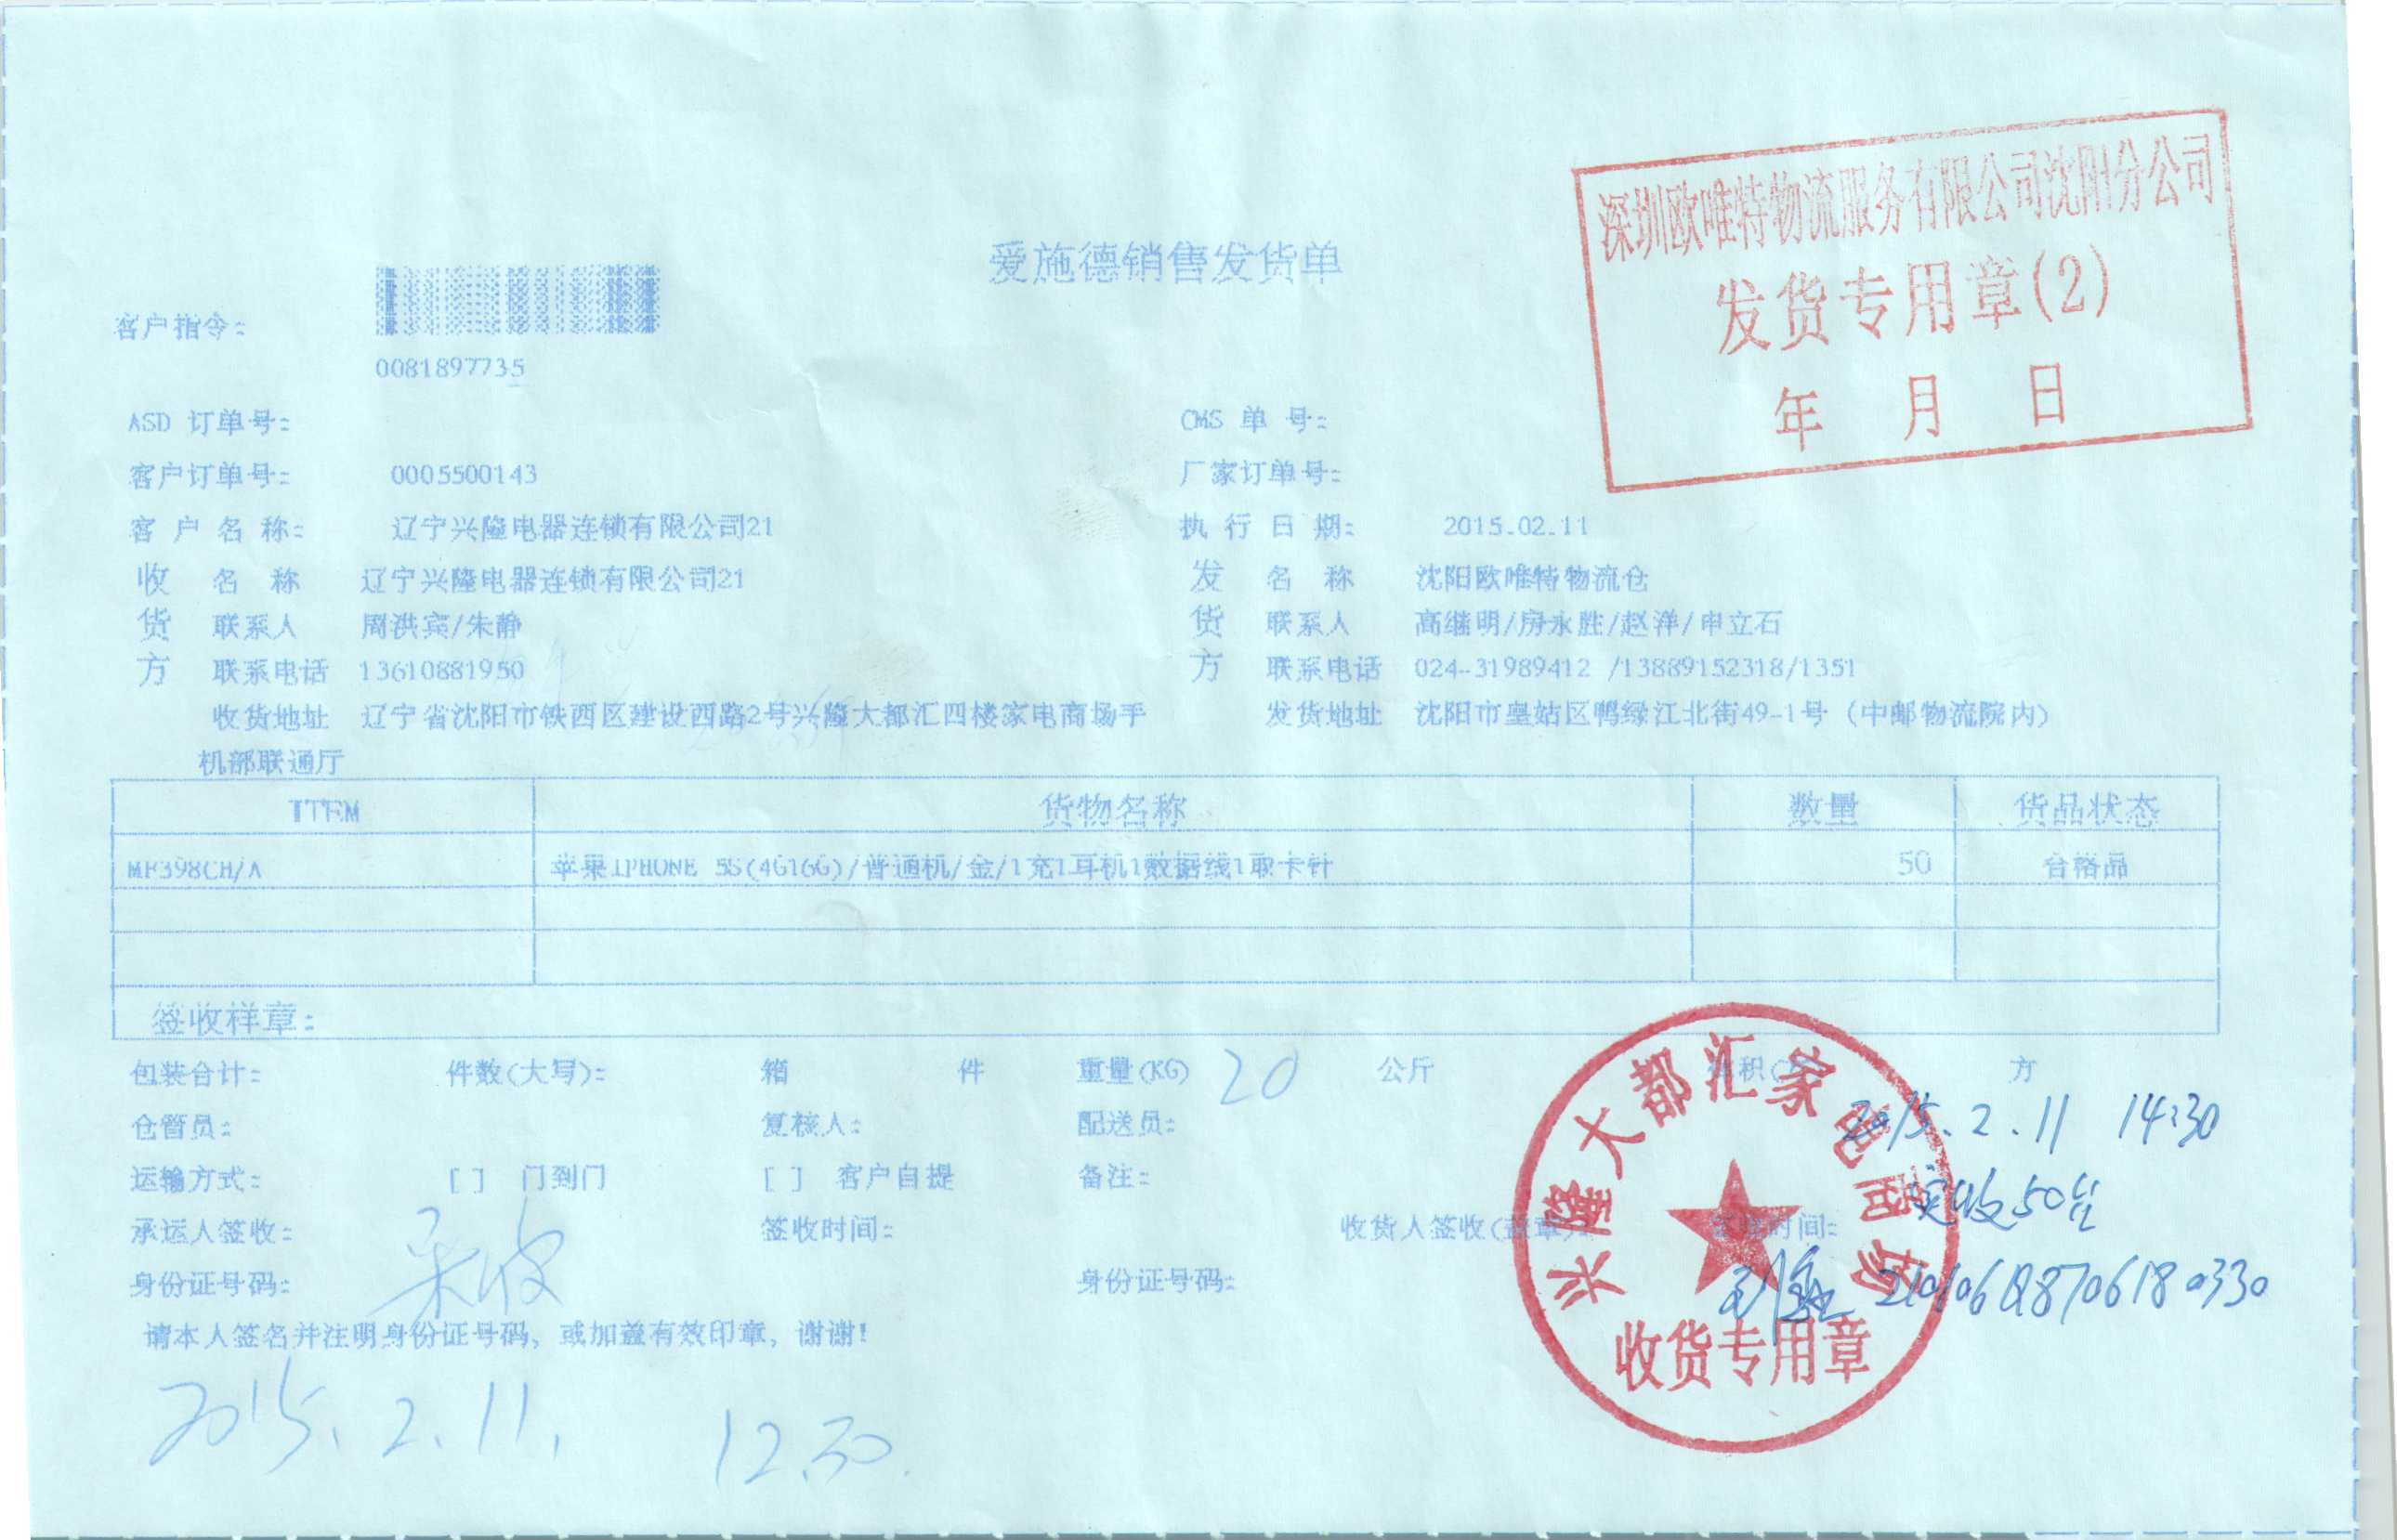 深圳欧唯特物流服务有限公司沈阳分公司
发货专用章(2)
年 月 日
爱施德销售发货单
客户指令:
0081897735
ASD 订单号: CMS 单 号:
客户订单号: 0005500143 厂家订单号:
客 户 名 称: 辽宁兴隆电器连锁有限公司21 执 行 日 期: 2015.02.11
收 名 称 辽宁兴隆电器连锁有限公司21 发 名 称 沈阳欧唯特物流仓
货 联系人 周洪宾/朱静 货 联系人 高继明/房永胜/赵洋/申立石
方 联系电话 13610881950 方 联系电话 024-31989412 /13889152318/1351
收货地址 辽宁省沈阳市铁西区建设西路2号兴隆大都汇四楼家电商场手 发货地址 沈阳市皇姑区鸭绿江北街49-1号 (中邮物流院内)
机部联通厅
ITEM 货物名称 数量 货品状态
MF398CH/A 苹果IPHONE 5S(4G16G)/普通机/金/1充1耳机1数据线1取卡针 50 合格品
签收样章:
包装合计: 件数(大写): 箱 件 重量(KG) 20 公斤 体积( 方
仓管员: 复核人: 配送员: 2015.2.11 14:30
运输方式: [ ] 门到门 [ ] 客户自提 备注: 实收50台
承运人签收: 签收时间: 收货人签收(盖章) 签收时间:
身份证号码: 身份证号码: 210106198706180330
请本人签名并注明身份证号码, 或加盖有效印章, 谢谢!
2015.2.11. 12.30.
兴隆大都汇家电商场
收货专用章